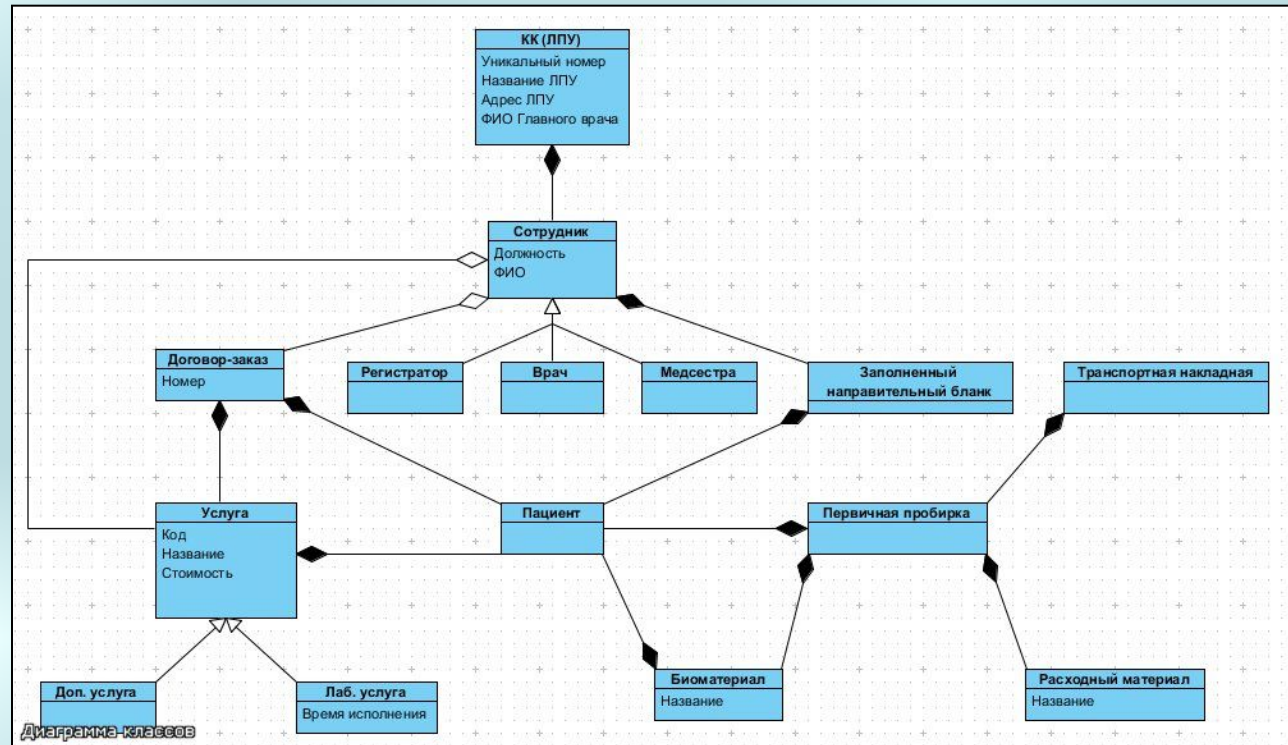 КК (ЛПУ)
Уникальный номер
Название ЛПУ
Адрес ЛПУ
ФИО Главного врача
Сотрудник
Должность
ФИО
Договор-заказ
Номер
Регистратор
Врач
Медсестра
Заполненный
направительный бланк
Транспортная накладная
Услуга
Код
Название
Стоимость
Пациент
Первичная пробирка
Доп. услуга
Лаб. услуга
Время исполнения
Биоматериал
Название
Расходный материал
Название
Диаграмма классов